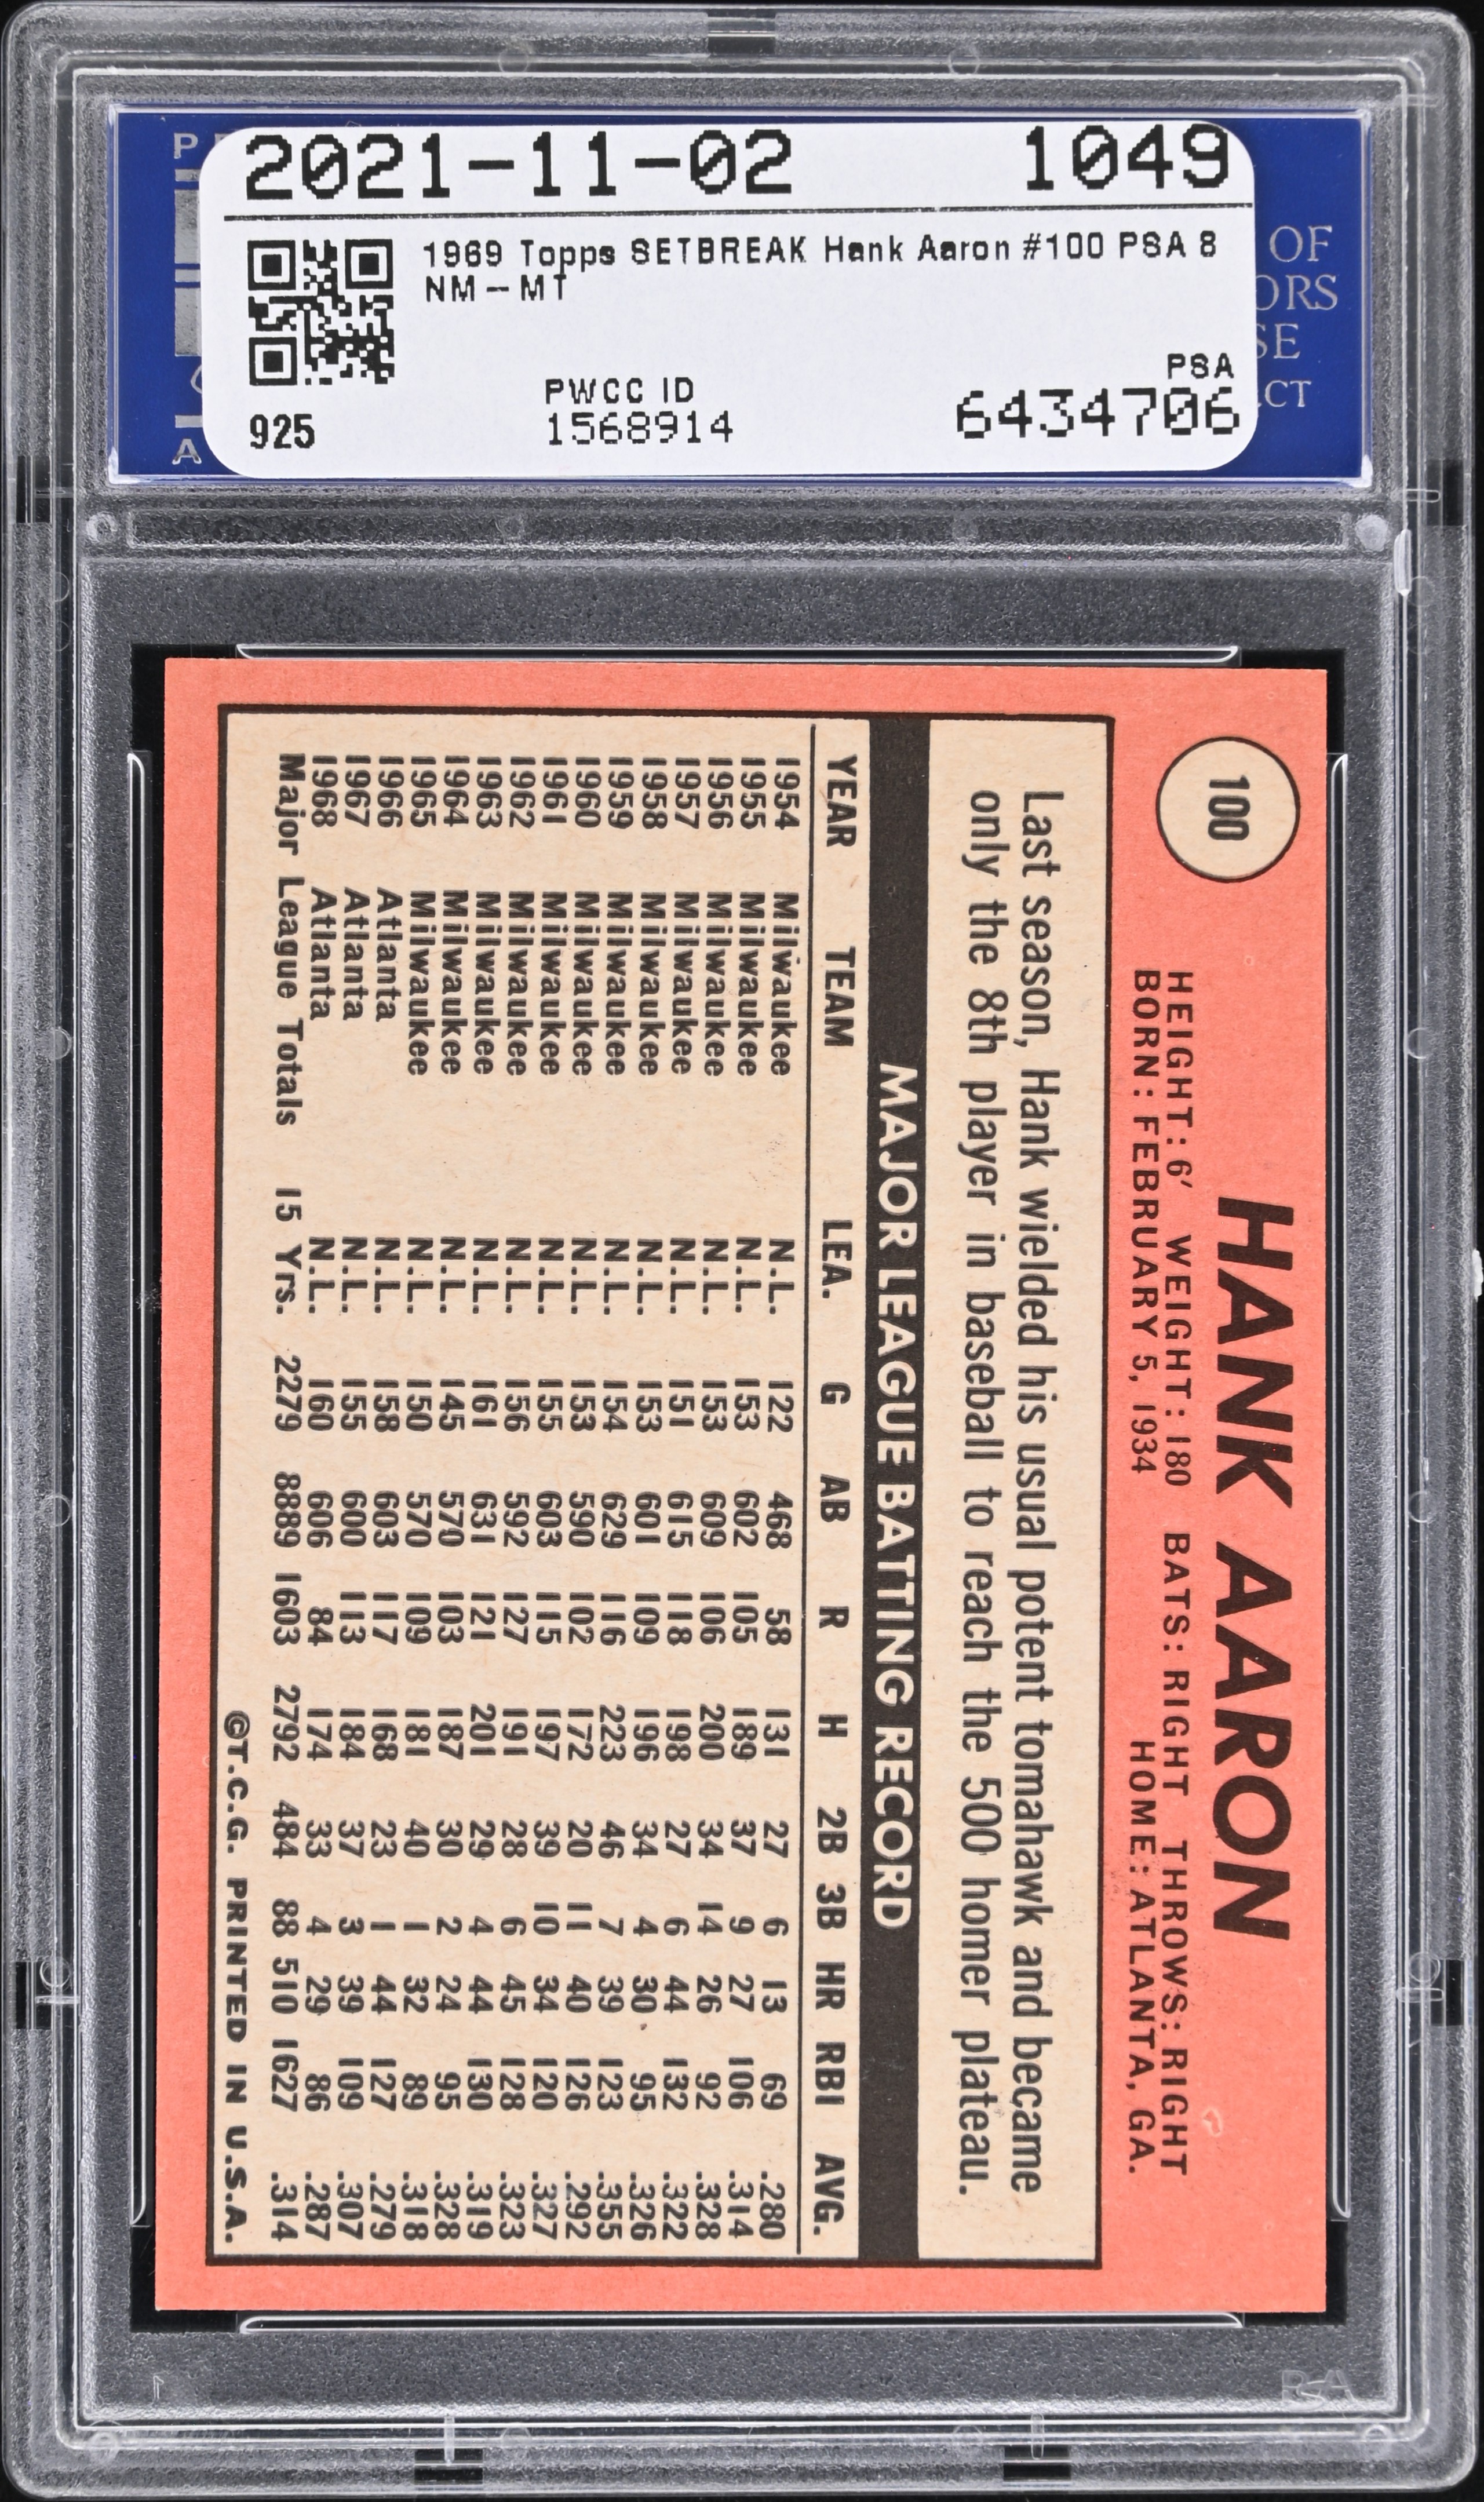 2021-11-02 1049
1969 Topps SETBREAK Hank Aaron #100 PSA 8
NM-MT
PSA
PWCC ID
925 1568914 6434706
OF
ORS
SE
CT
100
HANK AARON
HEIGHT: 6' WEIGHT: 180 BATS: RIGHT THROWS: RIGHT
BORN: FEBRUARY 5, 1934 HOME: ATLANTA, GA.
Last season, Hank wielded his usual potent tomahawk and became
only the 8th player in baseball to reach the 500 homer plateau.
MAJOR LEAGUE BATTING RECORD
YEAR TEAM LEA. G AB R H 2B 3B HR RBI AVG.
1954 Milwaukee N.L. 122 468 58 131 27 6 13 69 .280
1955 Milwaukee N.L. 153 602 105 189 37 9 27 106 .314
1956 Milwaukee N.L. 153 609 106 200 34 14 26 92 .328
1957 Milwaukee N.L. 151 615 118 198 27 6 44 132 .322
1958 Milwaukee N.L. 153 601 109 196 34 4 30 95 .326
1959 Milwaukee N.L. 154 629 116 223 46 7 39 123 .355
1960 Milwaukee N.L. 153 590 102 172 20 11 40 126 .292
1961 Milwaukee N.L. 155 603 115 197 39 10 34 120 .327
1962 Milwaukee N.L. 156 592 127 191 28 6 45 128 .323
1963 Milwaukee N.L. 161 631 121 201 29 4 44 130 .319
1964 Milwaukee N.L. 145 570 103 187 30 2 24 95 .328
1965 Milwaukee N.L. 150 570 109 181 40 1 32 89 .318
1966 Atlanta N.L. 158 603 117 168 23 1 44 127 .279
1967 Atlanta N.L. 155 600 113 184 37 3 39 109 .307
1968 Atlanta N.L. 160 606 84 174 33 4 29 86 .287
Major League Totals 15 Yrs. 2279 8889 1603 2792 484 88 510 1627 .314
©T.C.G. PRINTED IN U.S.A.
PSA